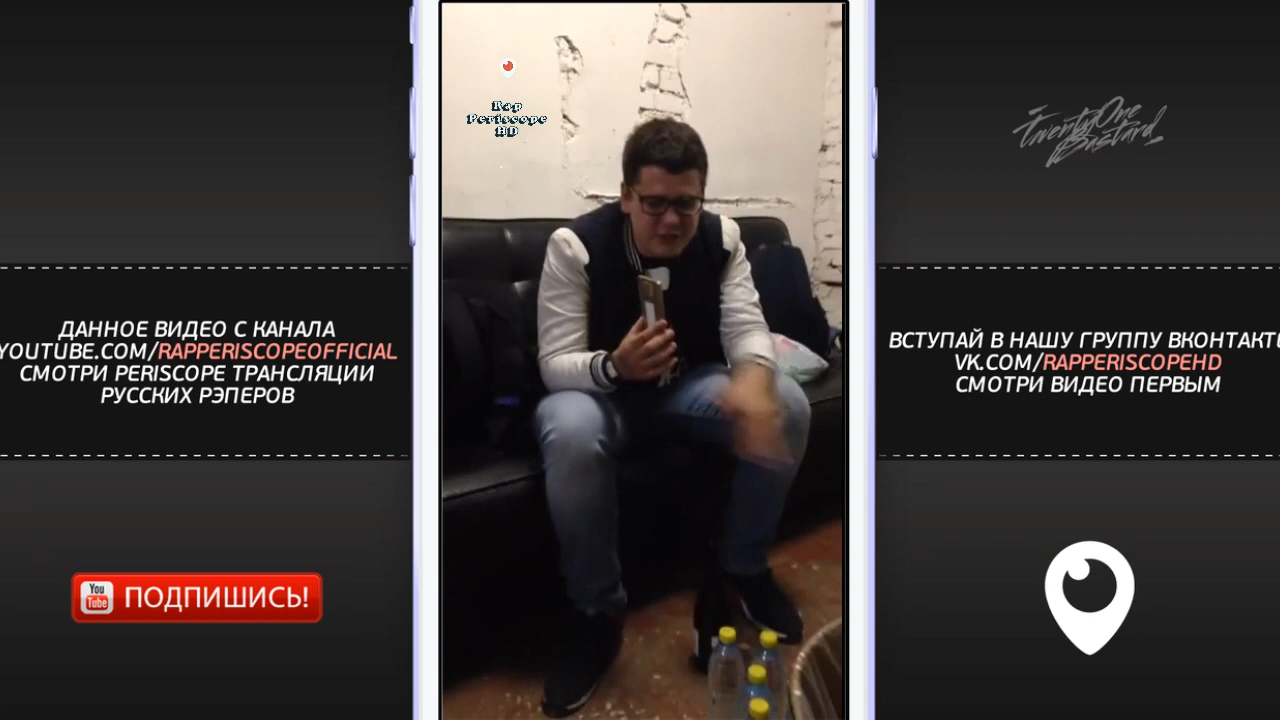 Rap
Periscope
HD
TwentyOne
Bastard
ДАННОЕ ВИДЕО С КАНАЛА
YOUTUBE.COM/RAPPERISCOPEOFFICIAL
СМОТРИ PERISCOPE ТРАНСЛЯЦИИ
РУССКИХ РЭПЕРОВ
ВСТУПАЙ В НАШУ ГРУППУ ВКОНТАКТЕ
VK.COM/RAPPERISCOPEHD
СМОТРИ ВИДЕО ПЕРВЫМ
You
Tube
ПОДПИШИСЬ!